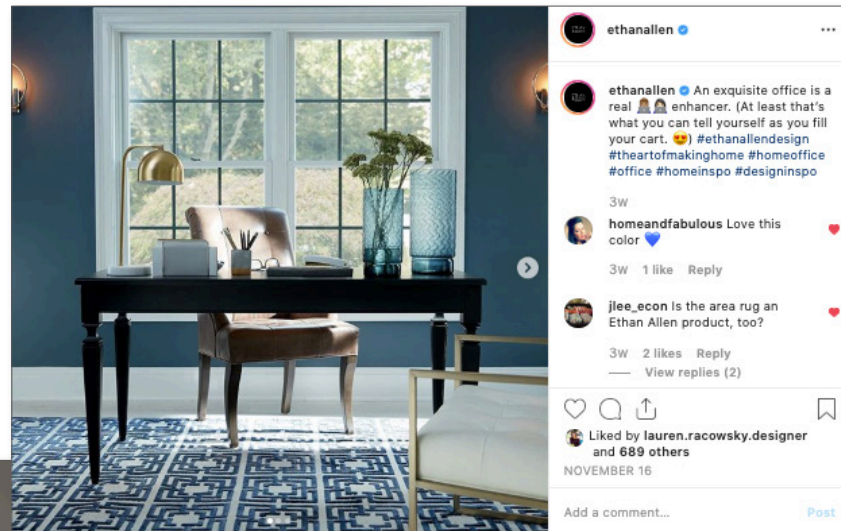 ethanallen
ethanallen An exquisite office is a
real 🤷🏽‍♀️ 🤷🏻‍♀️ enhancer. (At least that's
what you can tell yourself as you fill
your cart. 😍) #ethanallendesign
#theartofmakinghome #homeoffice
#office #homeinspo #designinspo
3w
homeandfabulous Love this
color 💙
3w 1 like Reply
jlee_econ Is the area rug an
Ethan Allen product, too?
3w 2 likes Reply
View replies (2)
Liked by lauren.racowsky.designer
and 689 others
NOVEMBER 16
Add a comment... Post